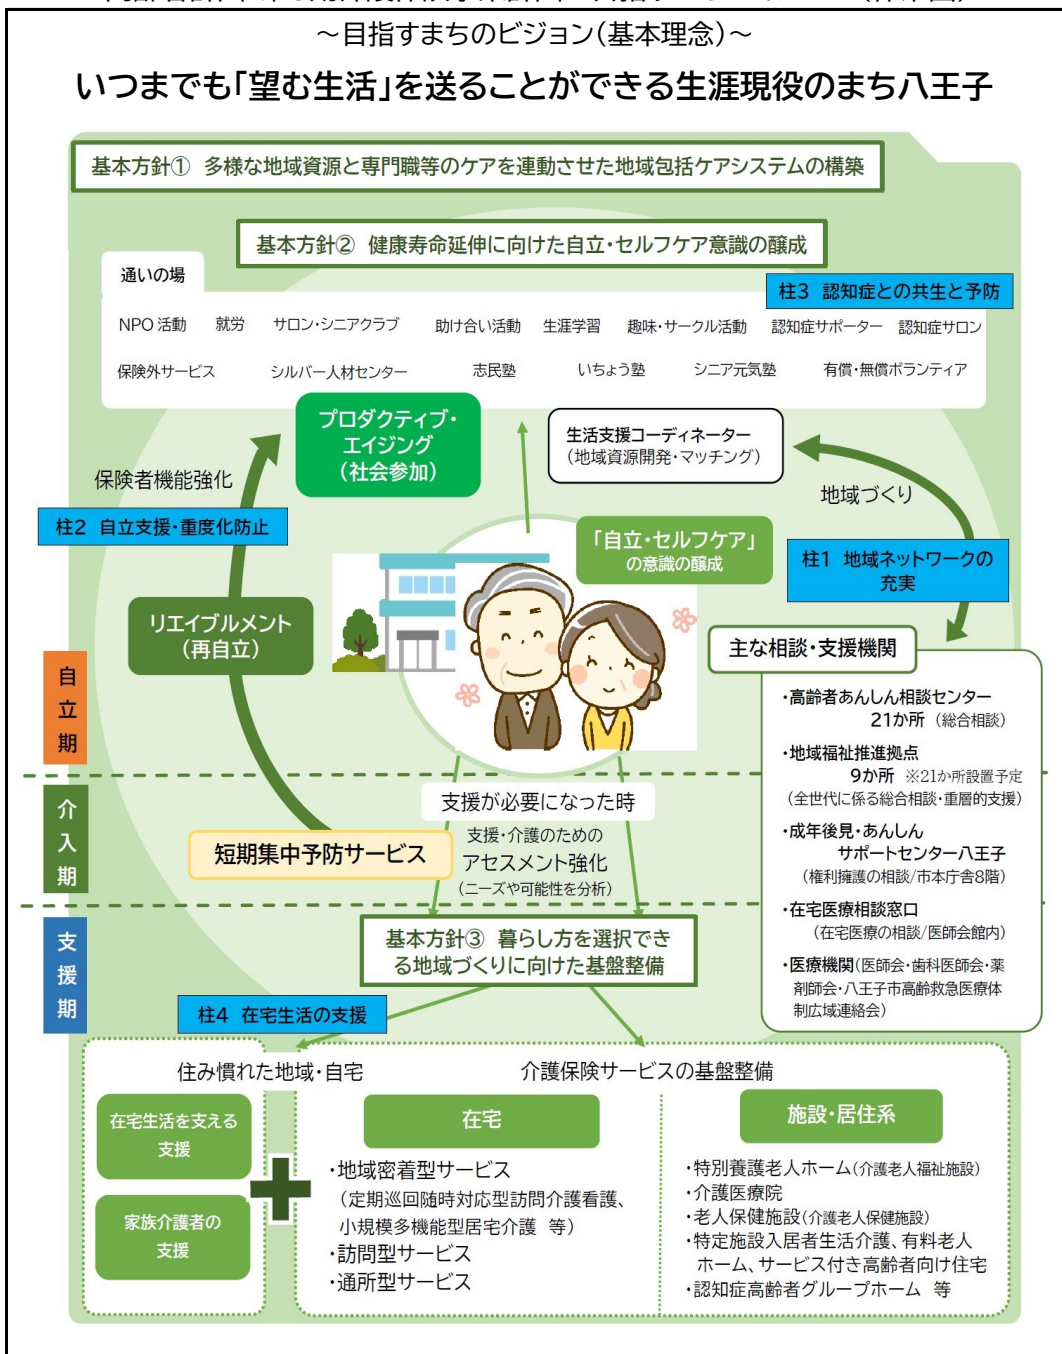 ～目指すまちのビジョン(基本理念)～
いつまでも「望む生活」を送ることができる生涯現役のまち八王子
基本方針① 多様な地域資源と専門職等のケアを連動させた地域包括ケアシステムの構築
基本方針② 健康寿命延伸に向けた自立・セルフケア意識の醸成
通いの場
柱3 認知症との共生と予防
NPO 活動 就労 サロン・シニアクラブ 助け合い活動 生涯学習 趣味・サークル活動 認知症サポーター 認知症サロン
保険外サービス シルバー人材センター 志民塾 いちょう塾 シニア元気塾 有償・無償ボランティア
プロダクティブ・
エイジング
(社会参加)
生活支援コーディネーター
(地域資源開発・マッチング)
保険者機能強化
地域づくり
柱2 自立支援・重度化防止
「自立・セルフケア」
の意識の醸成
柱1 地域ネットワークの
充実
リエイブルメント
(再自立)
主な相談・支援機関
・高齢者あんしん相談センター
21か所 (総合相談)
・地域福祉推進拠点
9か所 ※21か所設置予定
(全世代に係る総合相談・重層的支援)
・成年後見・あんしん
サポートセンター八王子
(権利擁護の相談/市本庁舎8階)
・在宅医療相談窓口
(在宅医療の相談/医師会館内)
・医療機関(医師会・歯科医師会・薬
剤師会・八王子市高齢救急医療体
制広域連絡会)
自立期
介入期
支援期
支援が必要になった時
支援・介護のための
アセスメント強化
(ニーズや可能性を分析)
短期集中予防サービス
基本方針③ 暮らし方を選択でき
る地域づくりに向けた基盤整備
柱4 在宅生活の支援
住み慣れた地域・自宅
介護保険サービスの基盤整備
在宅生活を支える
支援
家族介護者の
支援
在宅
・地域密着型サービス
(定期巡回随時対応型訪問介護看護、
小規模多機能型居宅介護 等)
・訪問型サービス
・通所型サービス
施設・居住系
・特別養護老人ホーム(介護老人福祉施設)
・介護医療院
・老人保健施設(介護老人保健施設)
・特定施設入居者生活介護、有料老人
ホーム、サービス付き高齢者向け住宅
・認知症高齢者グループホーム 等